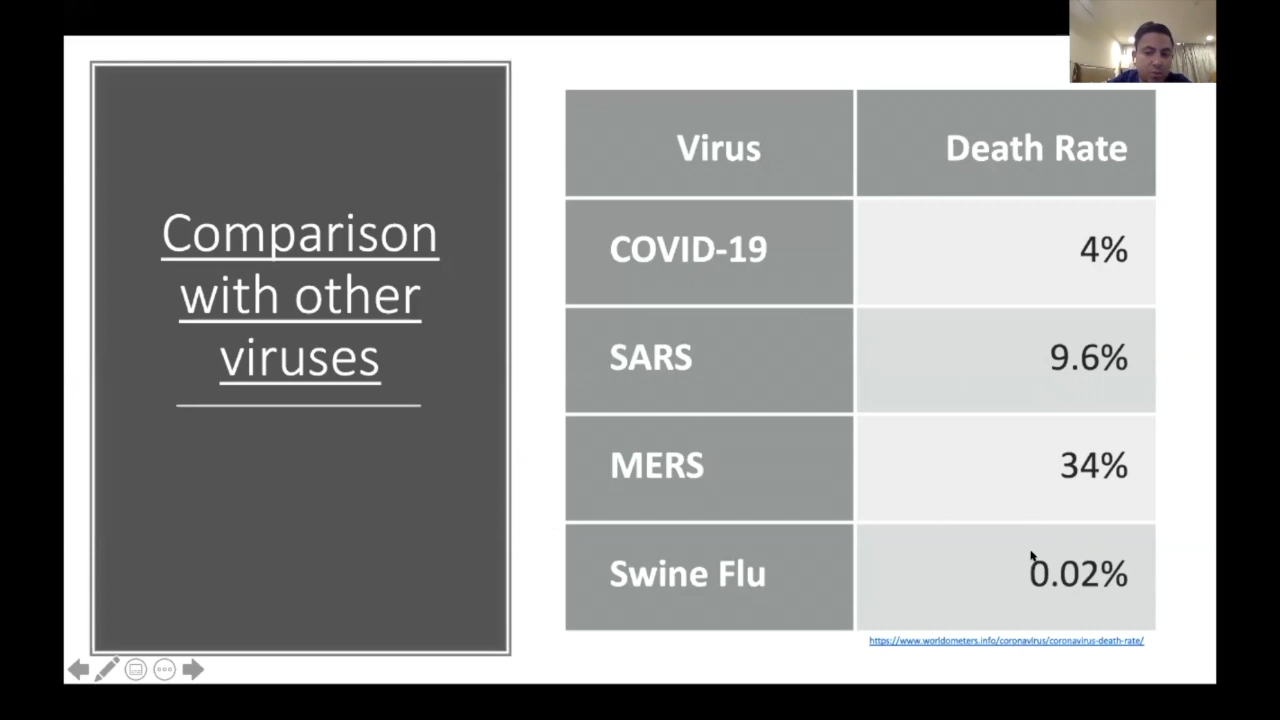 Comparison
with other
viruses
Virus Death Rate
COVID-19 4%
SARS 9.6%
MERS 34%
Swine Flu 0.02%
https://www.worldometers.info/coronavirus/coronavirus-death-rate/